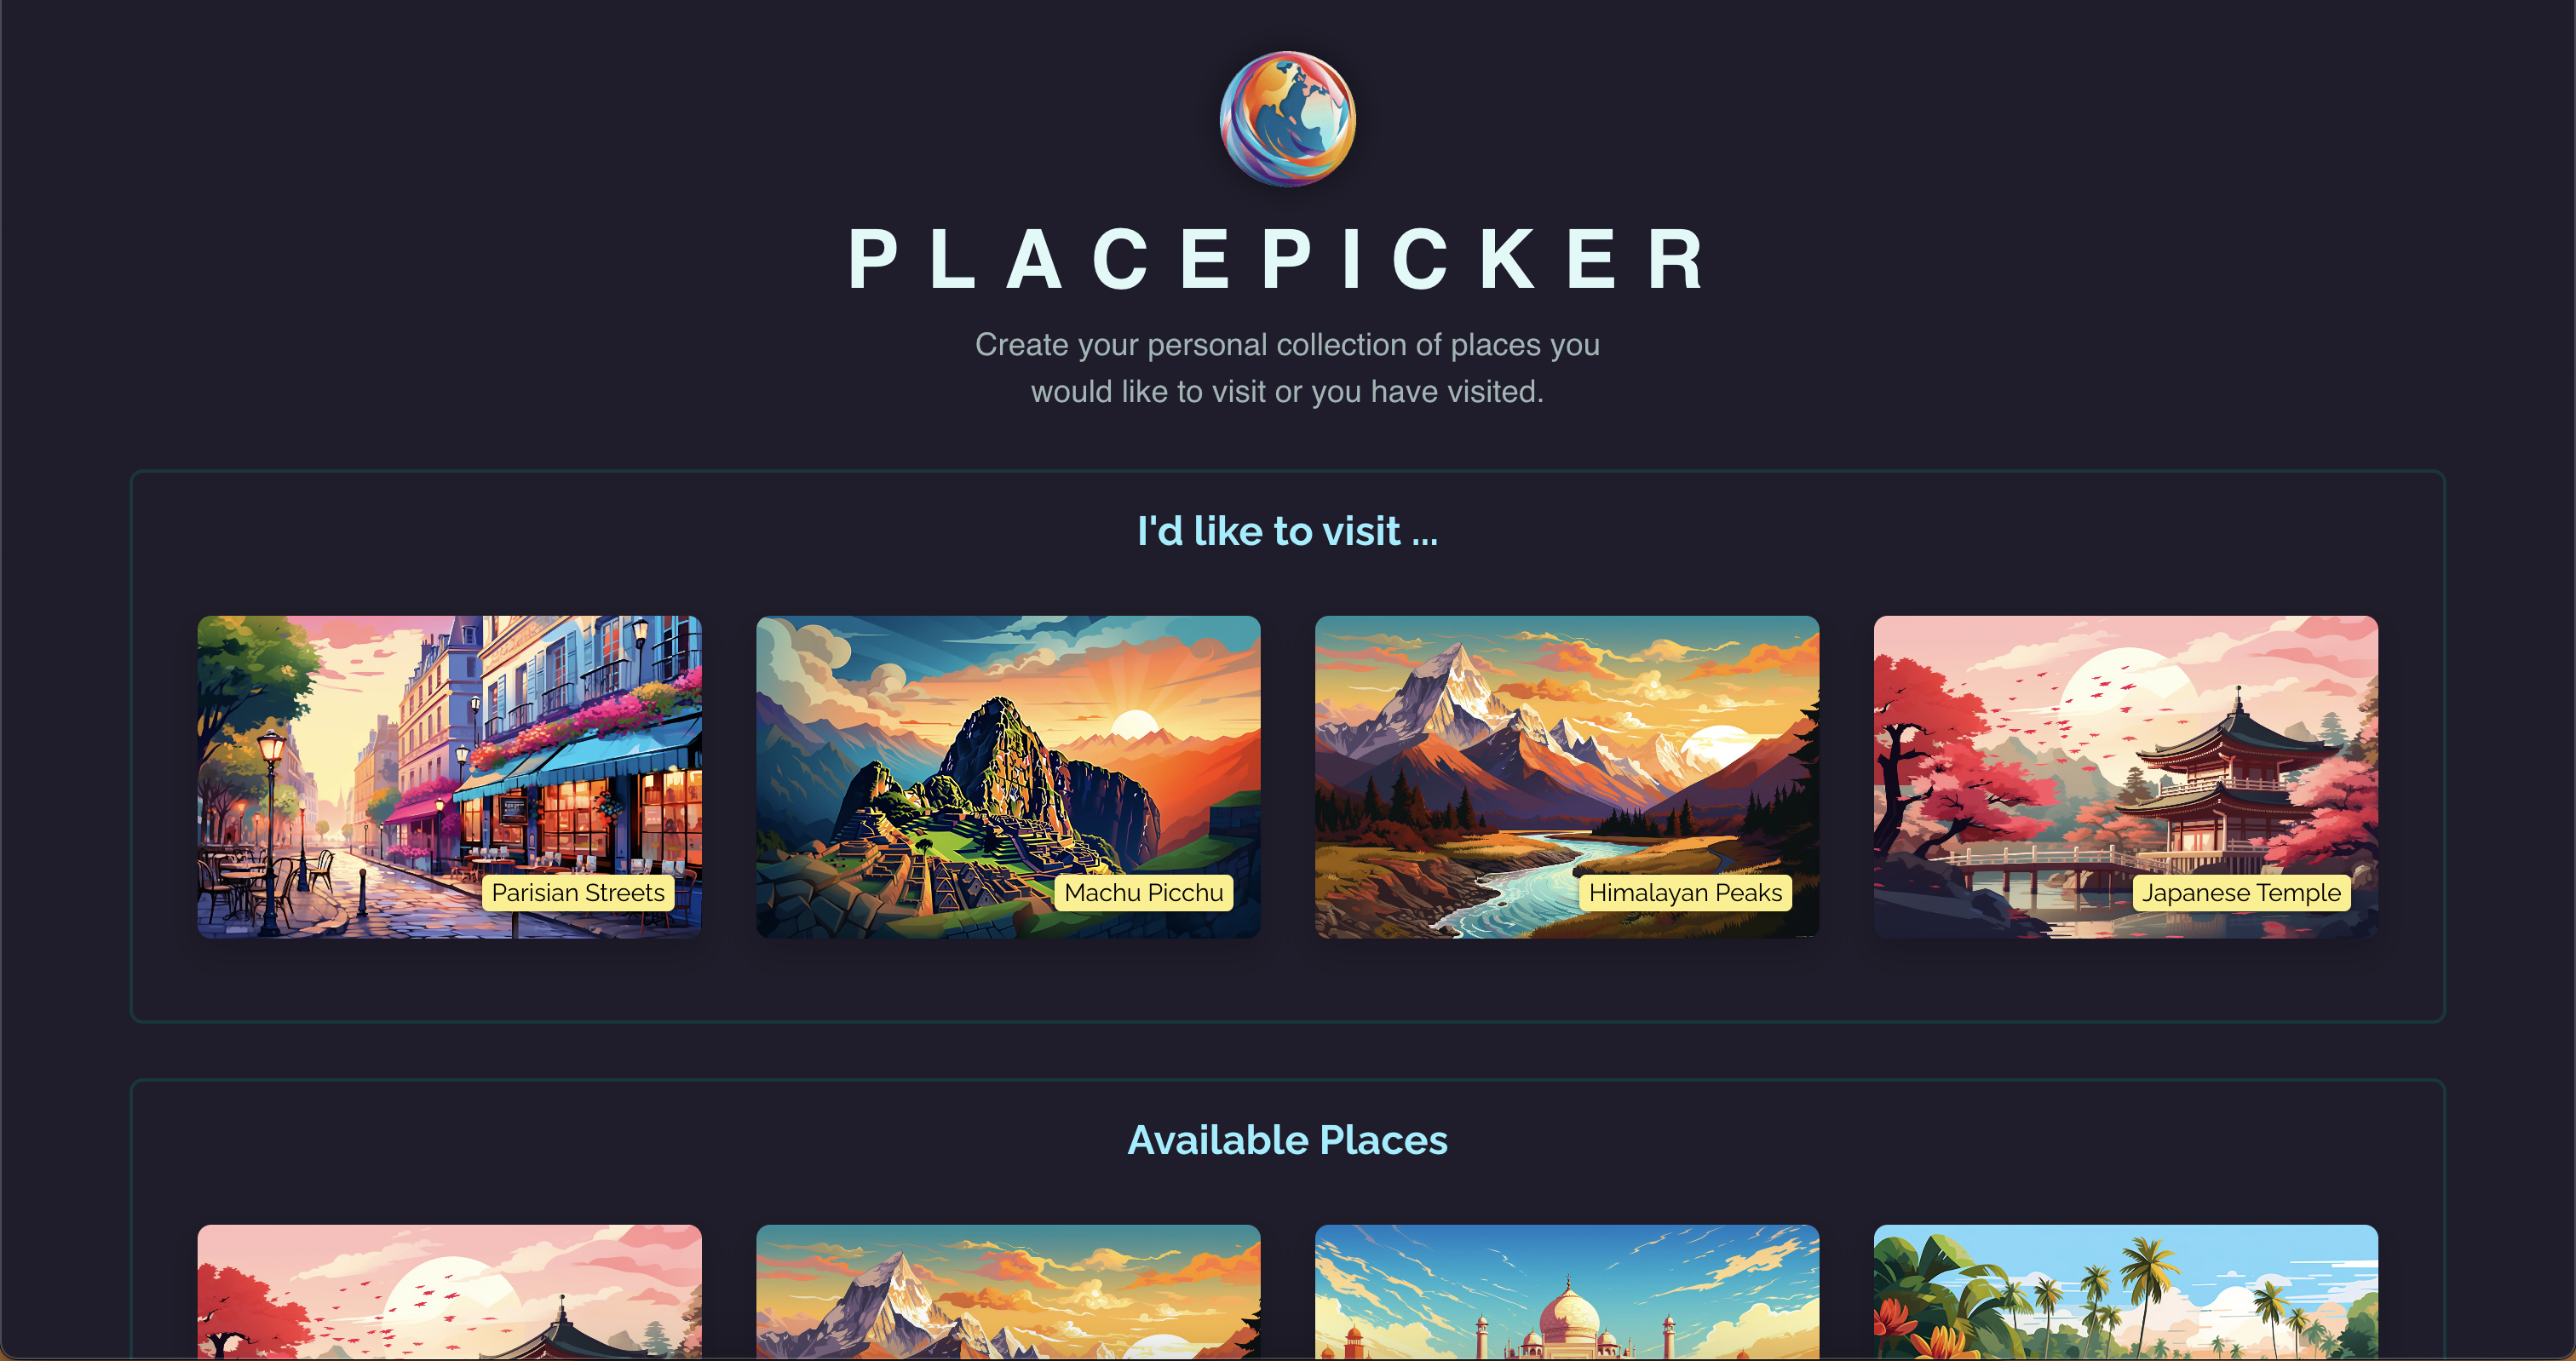 PLACEPICKER
Create your personal collection of places you
would like to visit or you have visited.
I'd like to visit ...
Parisian Streets
Machu Picchu
Himalayan Peaks
Japanese Temple
Available Places